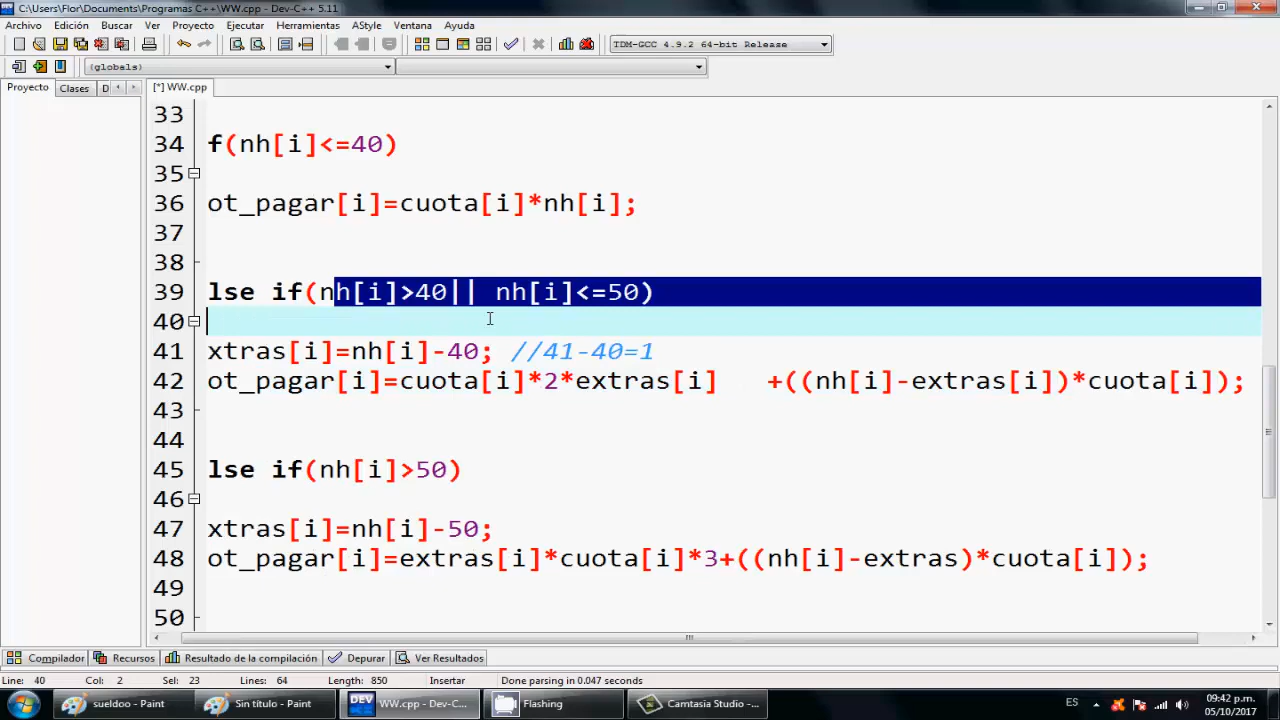 C:\Users\Flor\Documents\Programas C++\WW.cpp - Dev-C++ 5.11
Archivo Edición Buscar Ver Proyecto Ejecutar Herramientas AStyle Ventana Ayuda
TDM-GCC 4.9.2 64-bit Release
(globals)
Proyecto Clases D [*] WW.cpp
33
34 f(nh[i]<=40)
35
36 ot_pagar[i]=cuota[i]*nh[i];
37
38
39 lse if(nh[i]>40|| nh[i]<=50)
40
41 xtras[i]=nh[i]-40; //41-40=1
42 ot_pagar[i]=cuota[i]*2*extras[i] +((nh[i]-extras[i])*cuota[i]);
43
44
45 lse if(nh[i]>50)
46
47 xtras[i]=nh[i]-50;
48 ot_pagar[i]=extras[i]*cuota[i]*3+((nh[i]-extras)*cuota[i]);
49
50
Compilador Recursos Resultado de la compilación Depurar Ver Resultados
Line: 40 Col: 2 Sel: 23 Lines: 64 Length: 850 Insertar Done parsing in 0.047 seconds
sueldoo - Paint Sin título - Paint DEV WW.cpp - Dev-C... Flashing Camtasia Studio -... ES 09:42 p.m.
05/10/2017